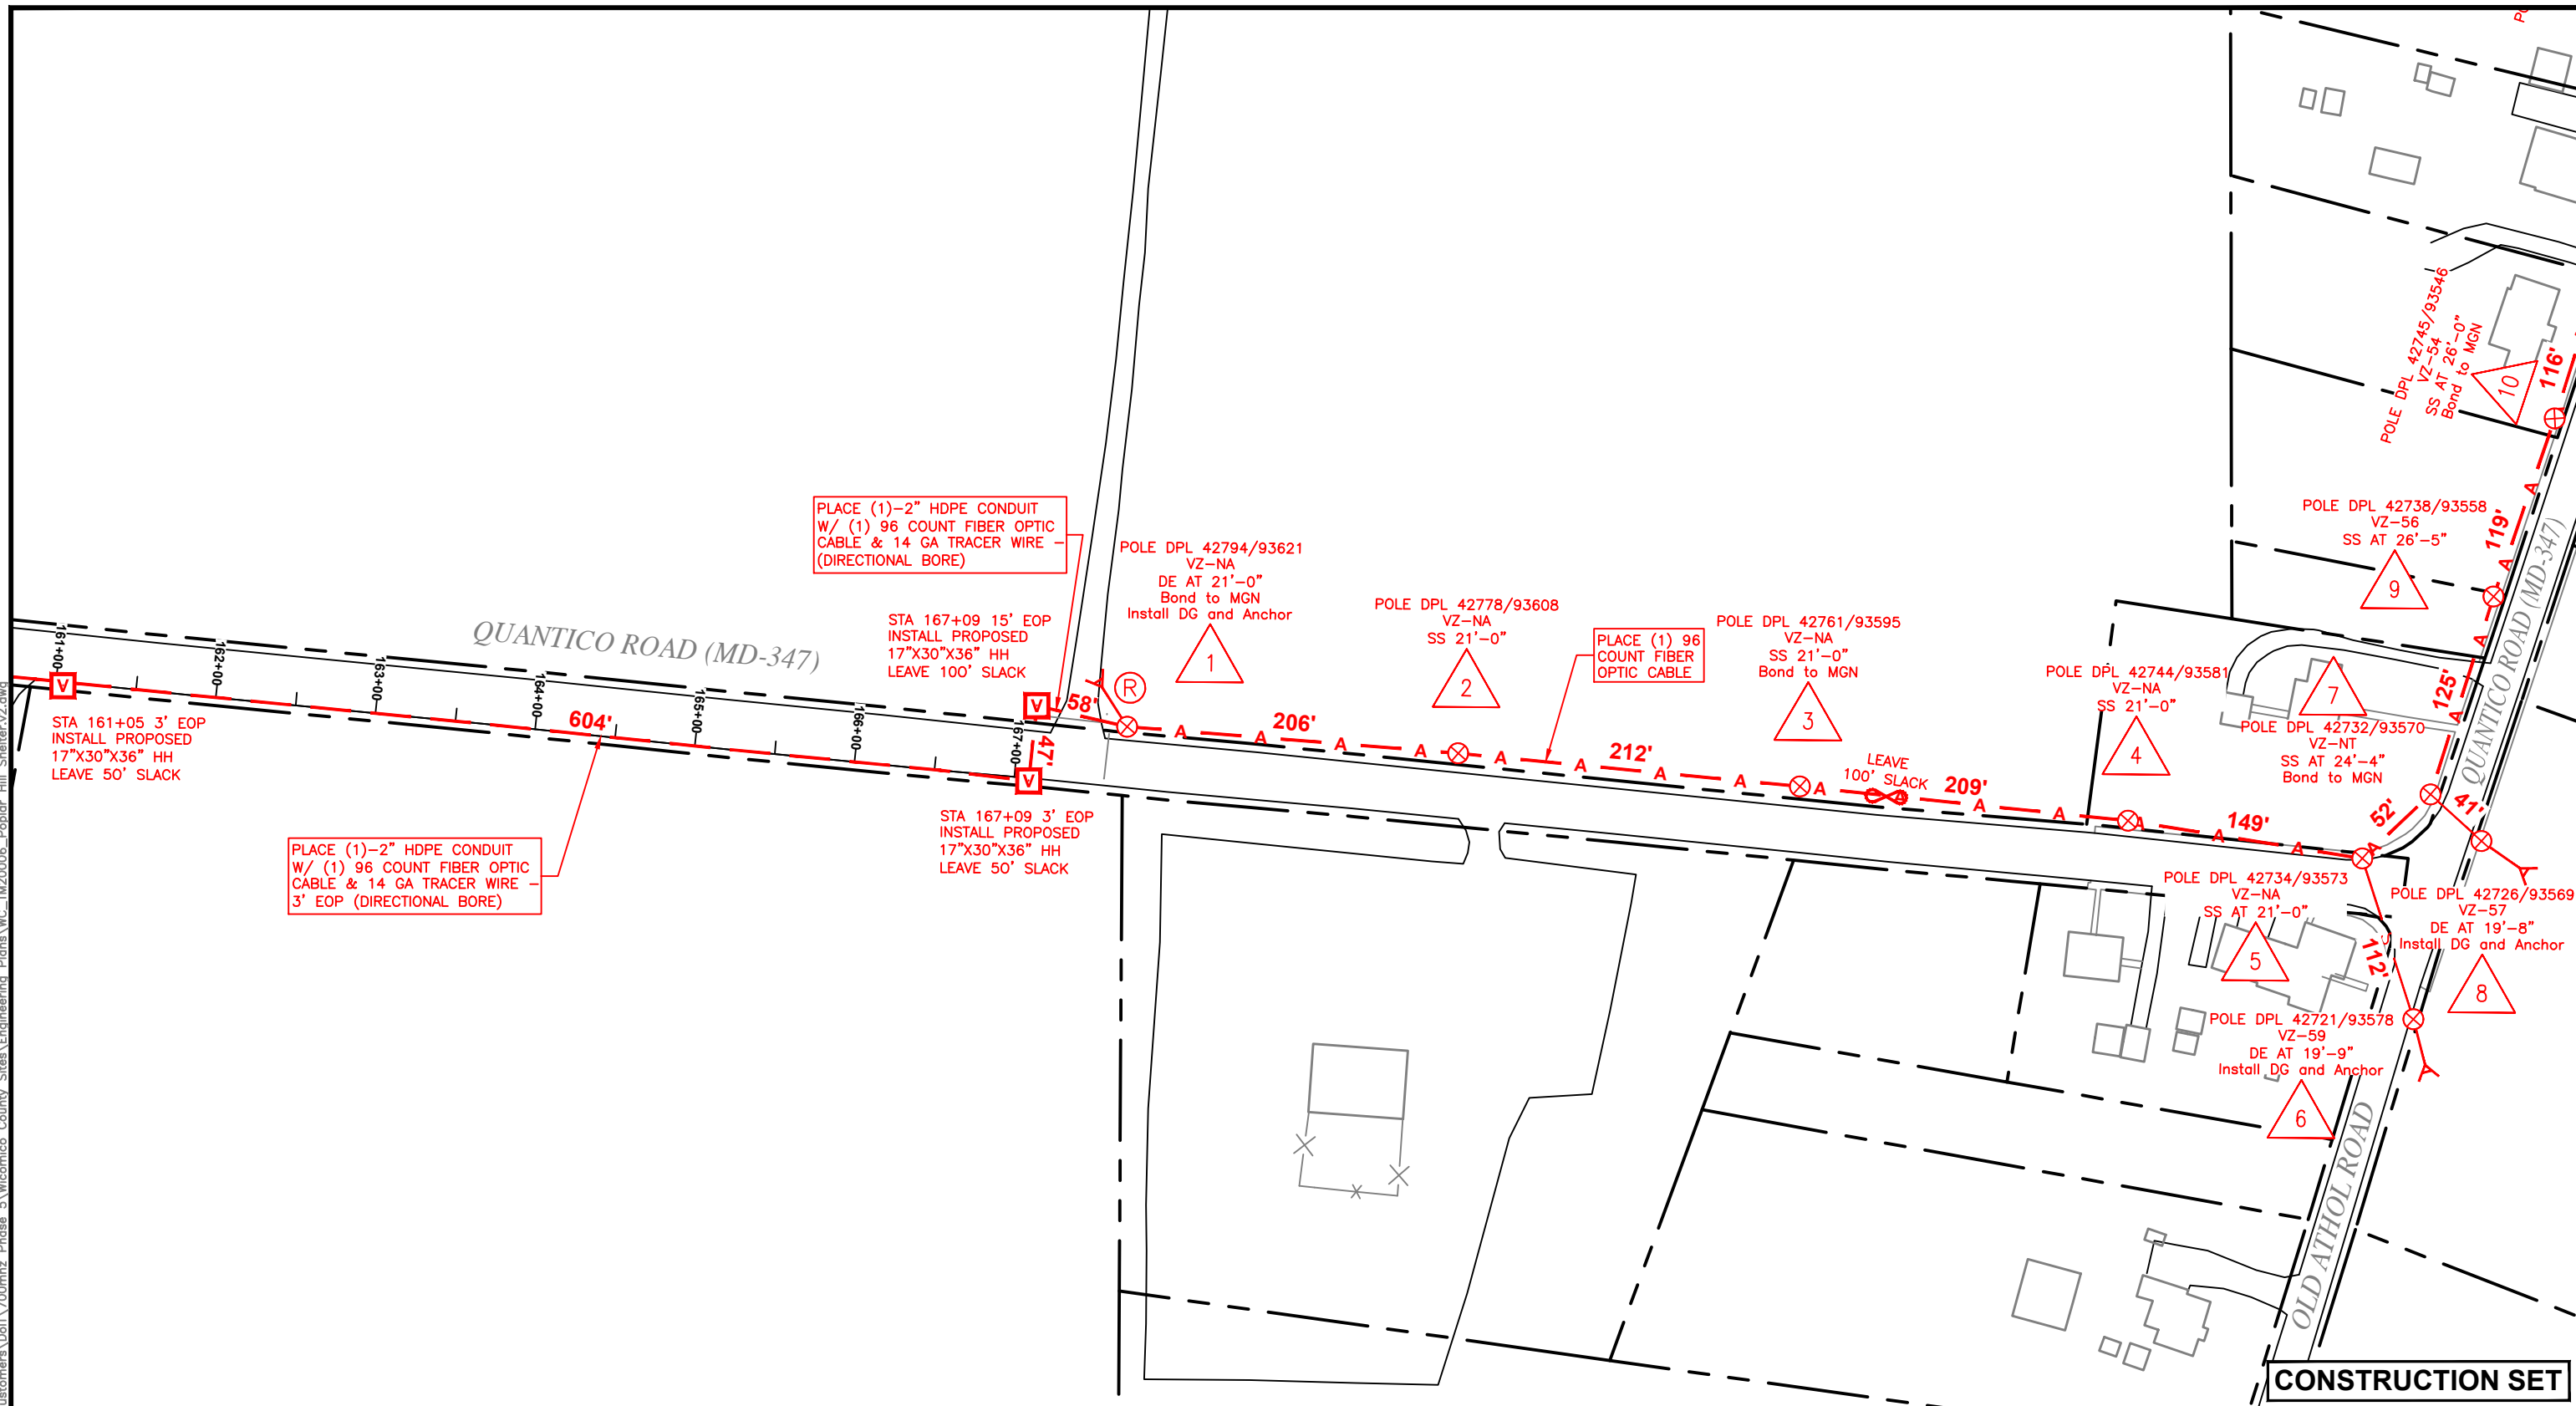 QUANTICO ROAD (MD-347)
161+00
162+00
163+00
164+00
165+00
166+00
167+00
STA 161+05 3' EOP
INSTALL PROPOSED
17"X30"X36" HH
LEAVE 50' SLACK
V
604'
PLACE (1)-2" HDPE CONDUIT
W/ (1) 96 COUNT FIBER OPTIC
CABLE & 14 GA TRACER WIRE -
3' EOP (DIRECTIONAL BORE)
PLACE (1)-2" HDPE CONDUIT
W/ (1) 96 COUNT FIBER OPTIC
CABLE & 14 GA TRACER WIRE -
(DIRECTIONAL BORE)
STA 167+09 15' EOP
INSTALL PROPOSED
17"X30"X36" HH
LEAVE 100' SLACK
V
58'
47'
V
STA 167+09 3' EOP
INSTALL PROPOSED
17"X30"X36" HH
LEAVE 50' SLACK
R
POLE DPL 42794/93621
VZ-NA
DE AT 21'-0"
Bond to MGN
Install DG and Anchor
1
206'
POLE DPL 42778/93608
VZ-NA
SS 21'-0"
2
PLACE (1) 96
COUNT FIBER
OPTIC CABLE
212'
POLE DPL 42761/93595
VZ-NA
SS 21'-0"
Bond to MGN
3
LEAVE
100' SLACK
209'
POLE DPL 42744/93581
VZ-NA
SS 21'-0"
4
149'
POLE DPL 42734/93573
VZ-NA
SS AT 21'-0"
5
112'
POLE DPL 42721/93578
VZ-59
DE AT 19'-9"
Install DG and Anchor
6
52'
7
POLE DPL 42732/93570
VZ-NT
SS AT 24'-4"
Bond to MGN
41'
POLE DPL 42726/93569
VZ-57
DE AT 19'-8"
Install DG and Anchor
8
125'
POLE DPL 42738/93558
VZ-56
SS AT 26'-5"
9
119'
POLE DPL 42745/93546
VZ-54
SS AT 26'-0"
Bond to MGN
10
116'
QUANTICO ROAD (MD-347)
OLD ATHOL ROAD
CONSTRUCTION SET